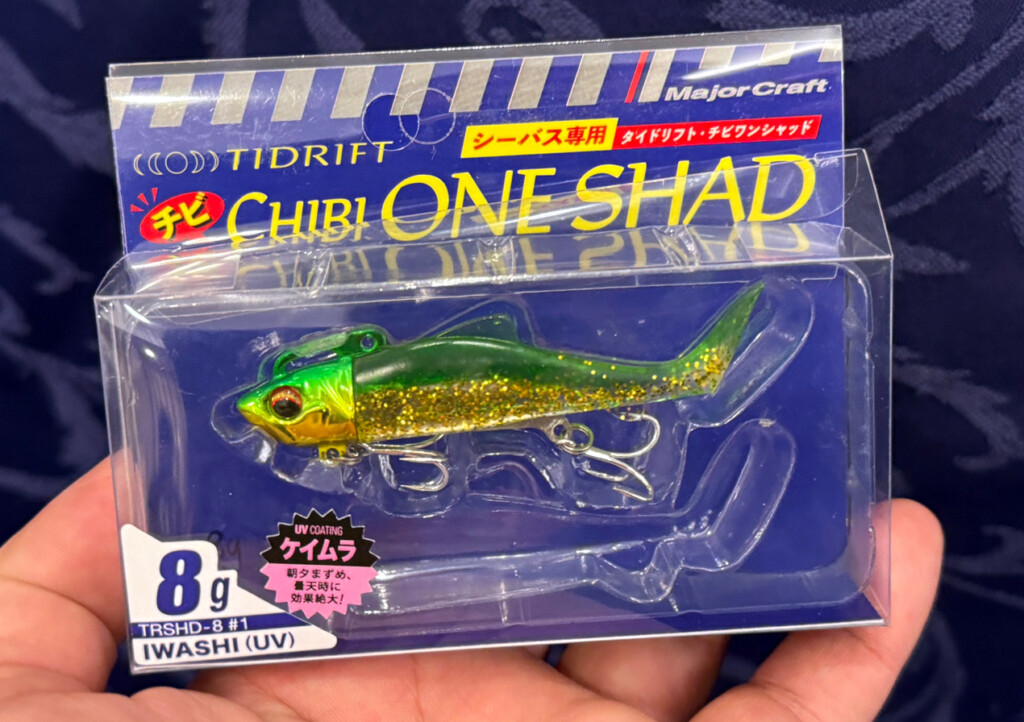 MajorCraft
シーバス専用 タイドリフト・チビワンシャッド
TIDRIFT
チビ CHIBI ONE SHAD
UV COATING
ケイムラ
朝夕まずめ、
曇天時に
効果絶大!
8g
TRSHD-8 #1
IWASHI (UV)